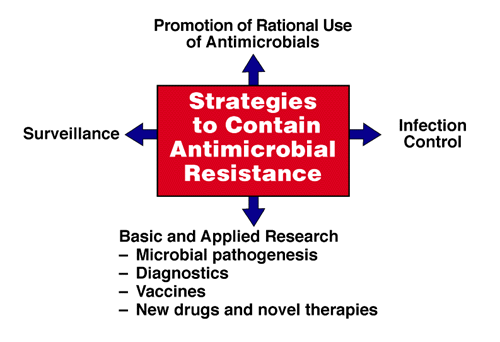 Promotion of Rational Use
of Antimicrobials
Strategies
to Contain
Antimicrobial
Resistance
Surveillance
Infection
Control
Basic and Applied Research
– Microbial pathogenesis
– Diagnostics
– Vaccines
– New drugs and novel therapies